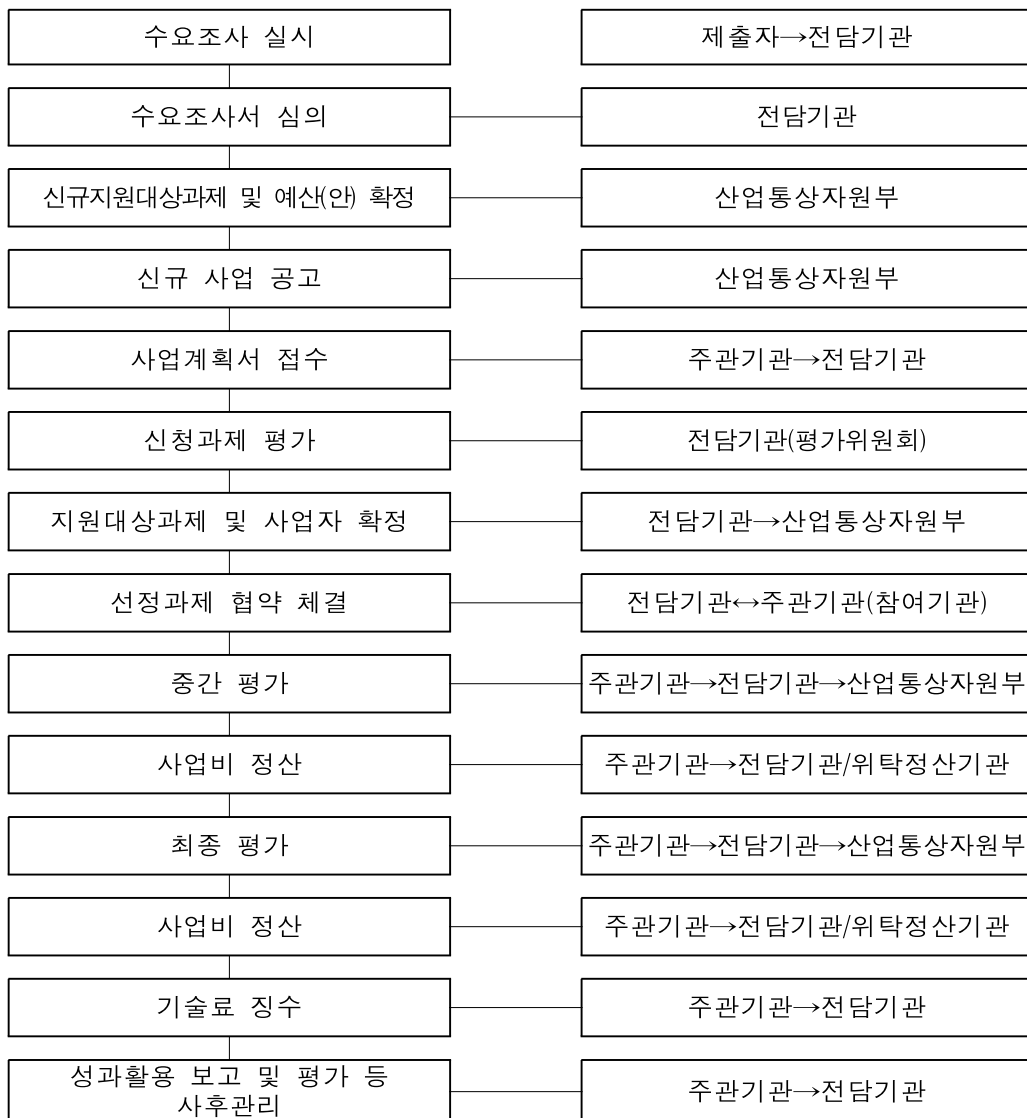 수요조사 실시
제출자→전담기관
수요조사서 심의
전담기관
신규지원대상과제 및 예산(안) 확정
산업통상자원부
신규 사업 공고
산업통상자원부
사업계획서 접수
주관기관→전담기관
신청과제 평가
전담기관(평가위원회)
지원대상과제 및 사업자 확정
전담기관→산업통상자원부
선정과제 협약 체결
전담기관↔주관기관(참여기관)
중간 평가
주관기관→전담기관→산업통상자원부
사업비 정산
주관기관→전담기관/위탁정산기관
최종 평가
주관기관→전담기관→산업통상자원부
사업비 정산
주관기관→전담기관/위탁정산기관
기술료 징수
주관기관→전담기관
성과활용 보고 및 평가 등
사후관리
주관기관→전담기관